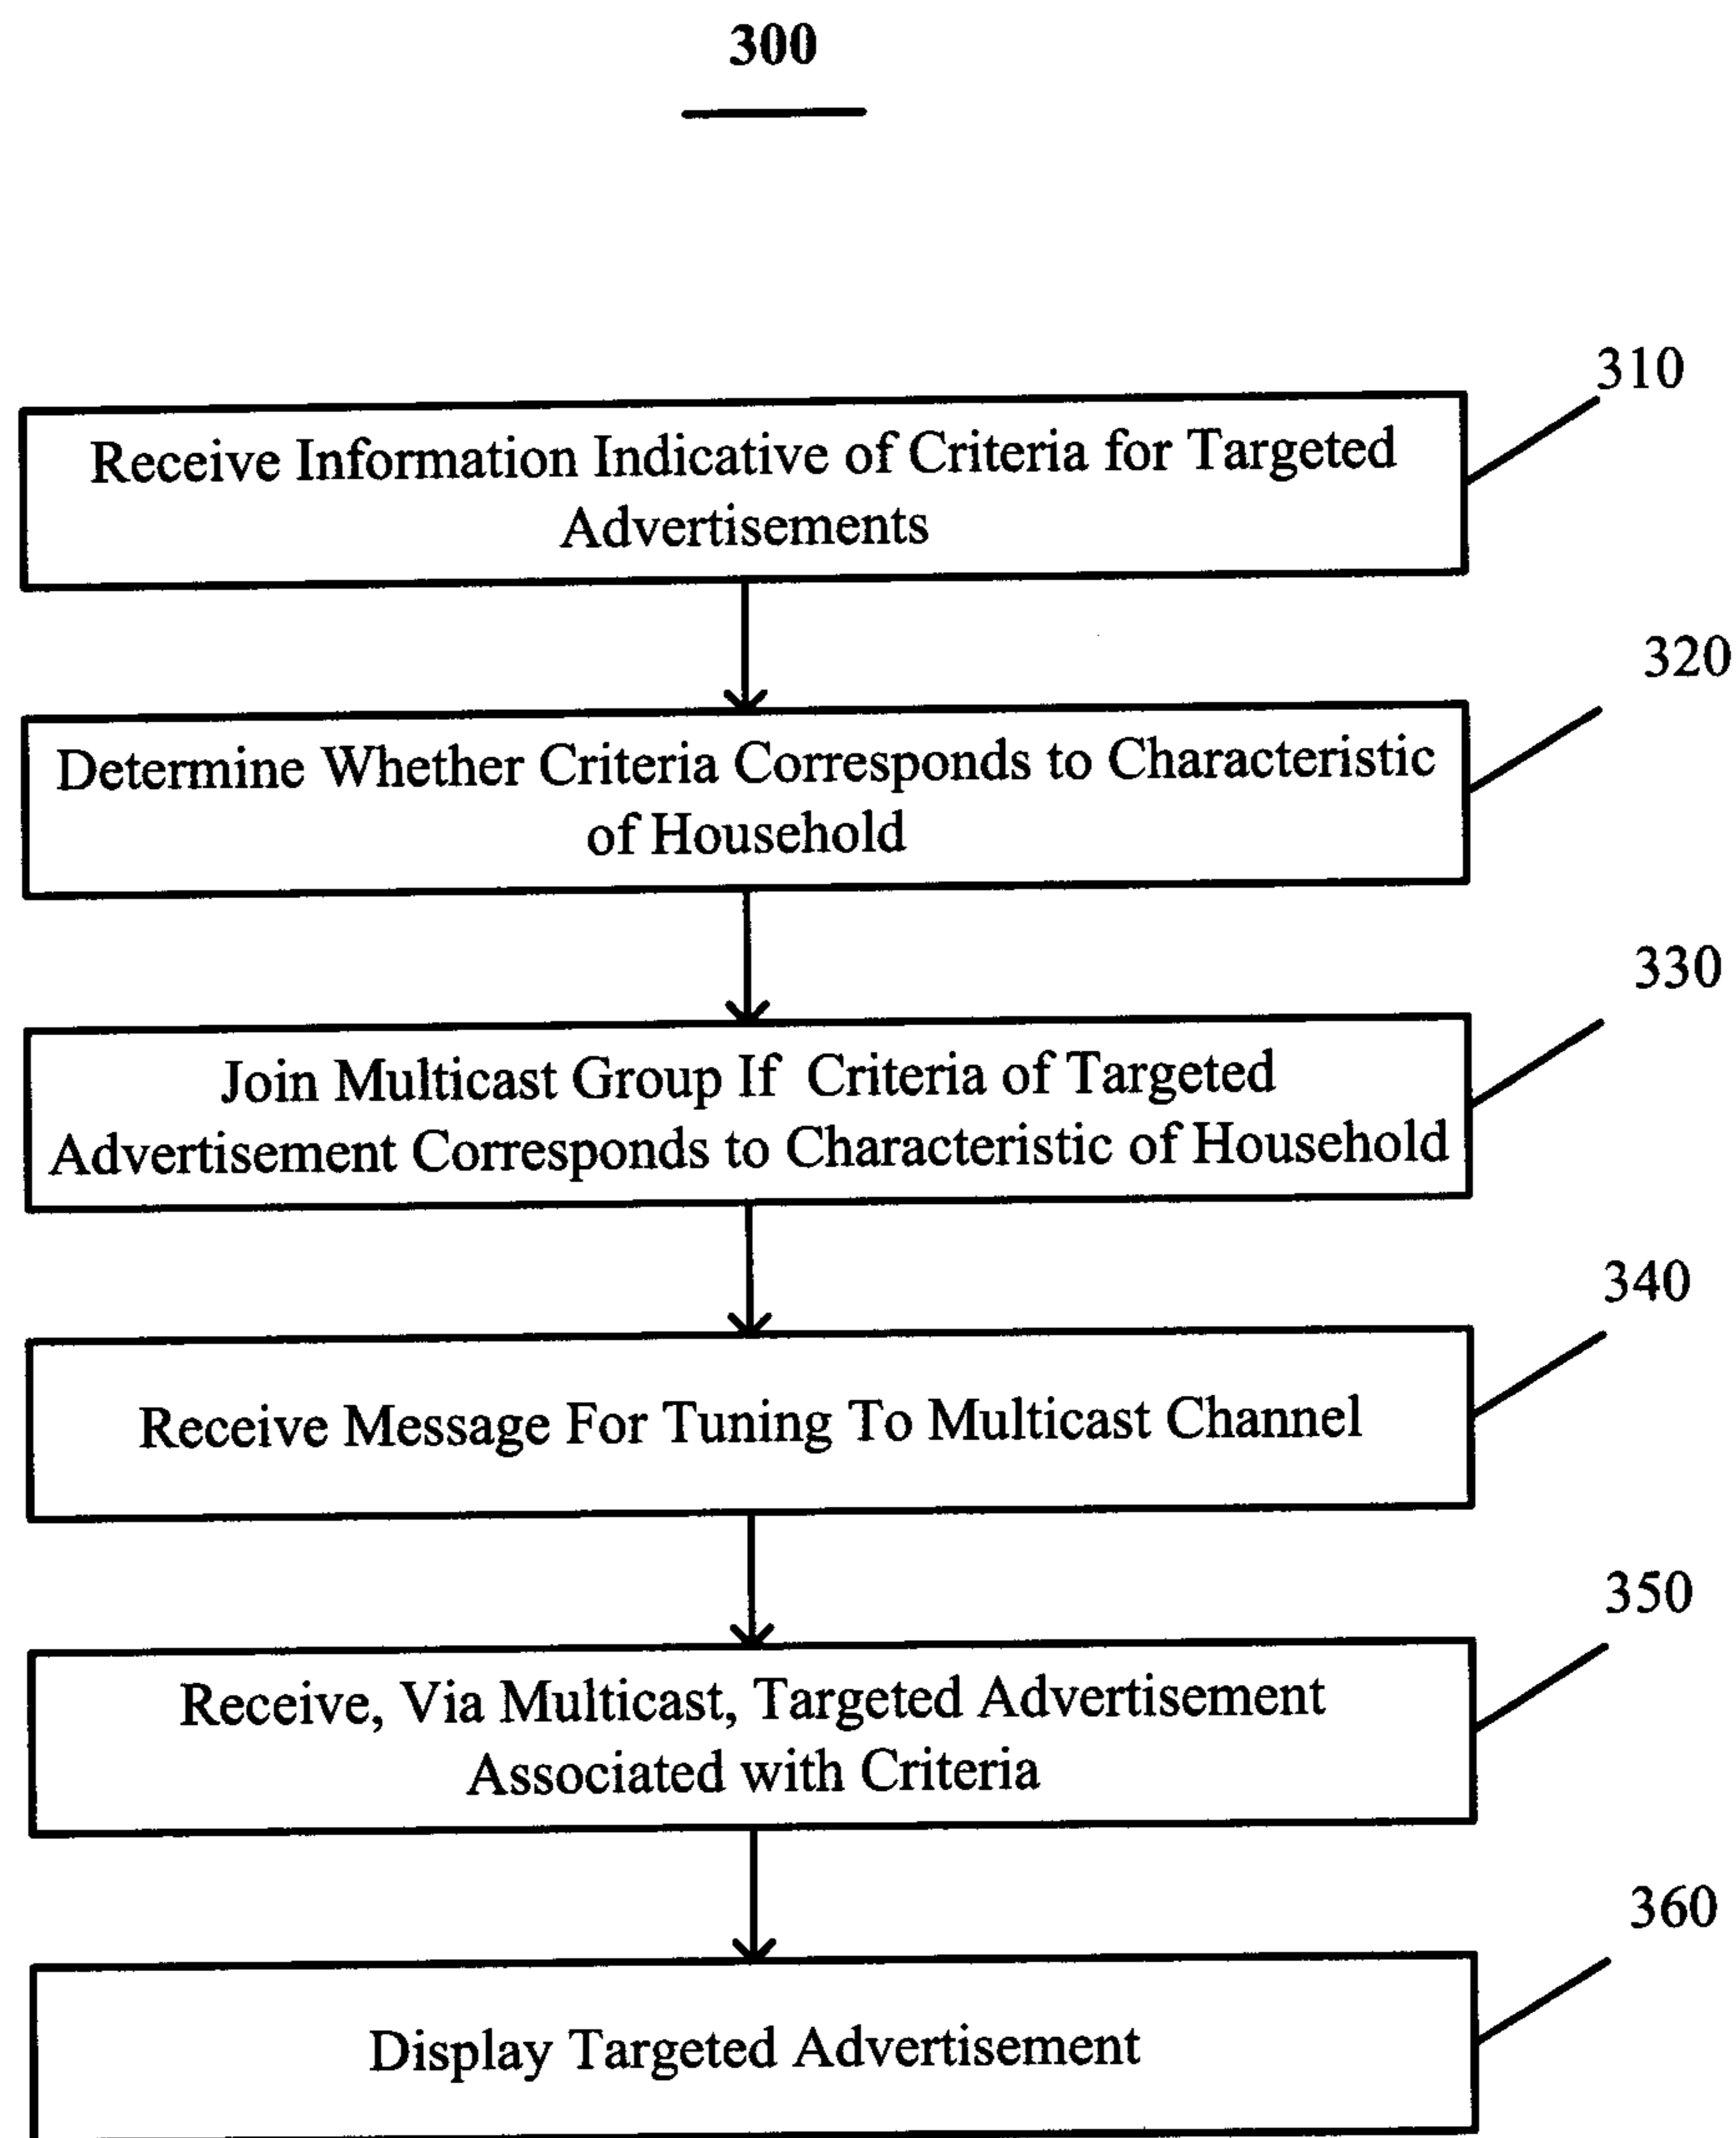 300
310
Receive Information Indicative of Criteria for Targeted
Advertisements
320
Determine Whether Criteria Corresponds to Characteristic
of Household
330
Join Multicast Group If Criteria of Targeted
Advertisement Corresponds to Characteristic of Household
340
Receive Message For Tuning To Multicast Channel
350
Receive, Via Multicast, Targeted Advertisement
Associated with Criteria
360
Display Targeted Advertisement